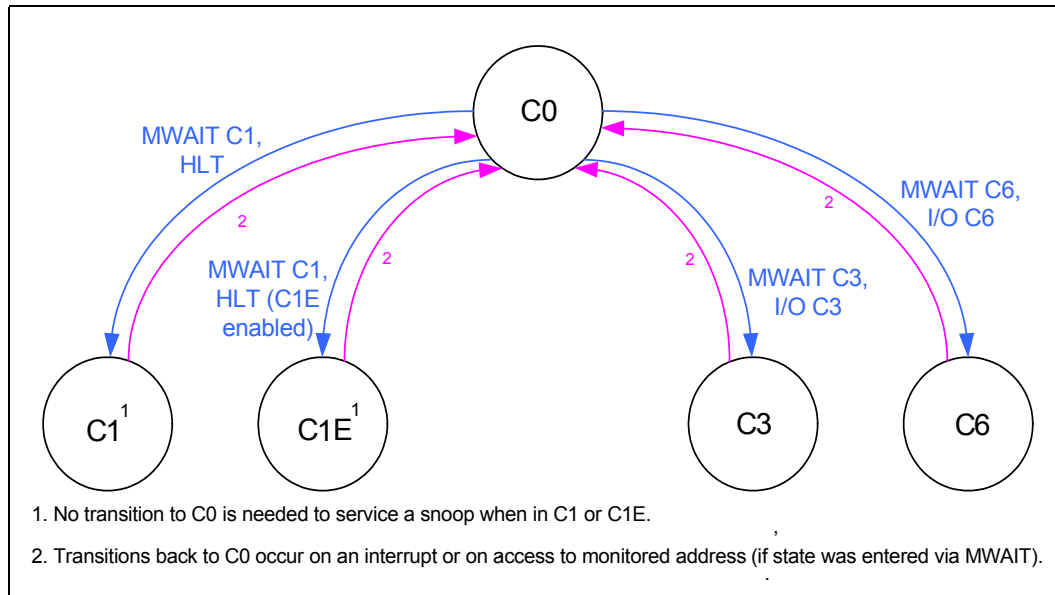 C0
MWAIT C1,
HLT
2
MWAIT C1,
HLT (C1E
enabled)
2
MWAIT C3,
I/O C3
2
MWAIT C6,
I/O C6
2
C1 1
C1E 1
C3
C6
1. No transition to C0 is needed to service a snoop when in C1 or C1E.
,
2. Transitions back to C0 occur on an interrupt or on access to monitored address (if state was entered via MWAIT).
.